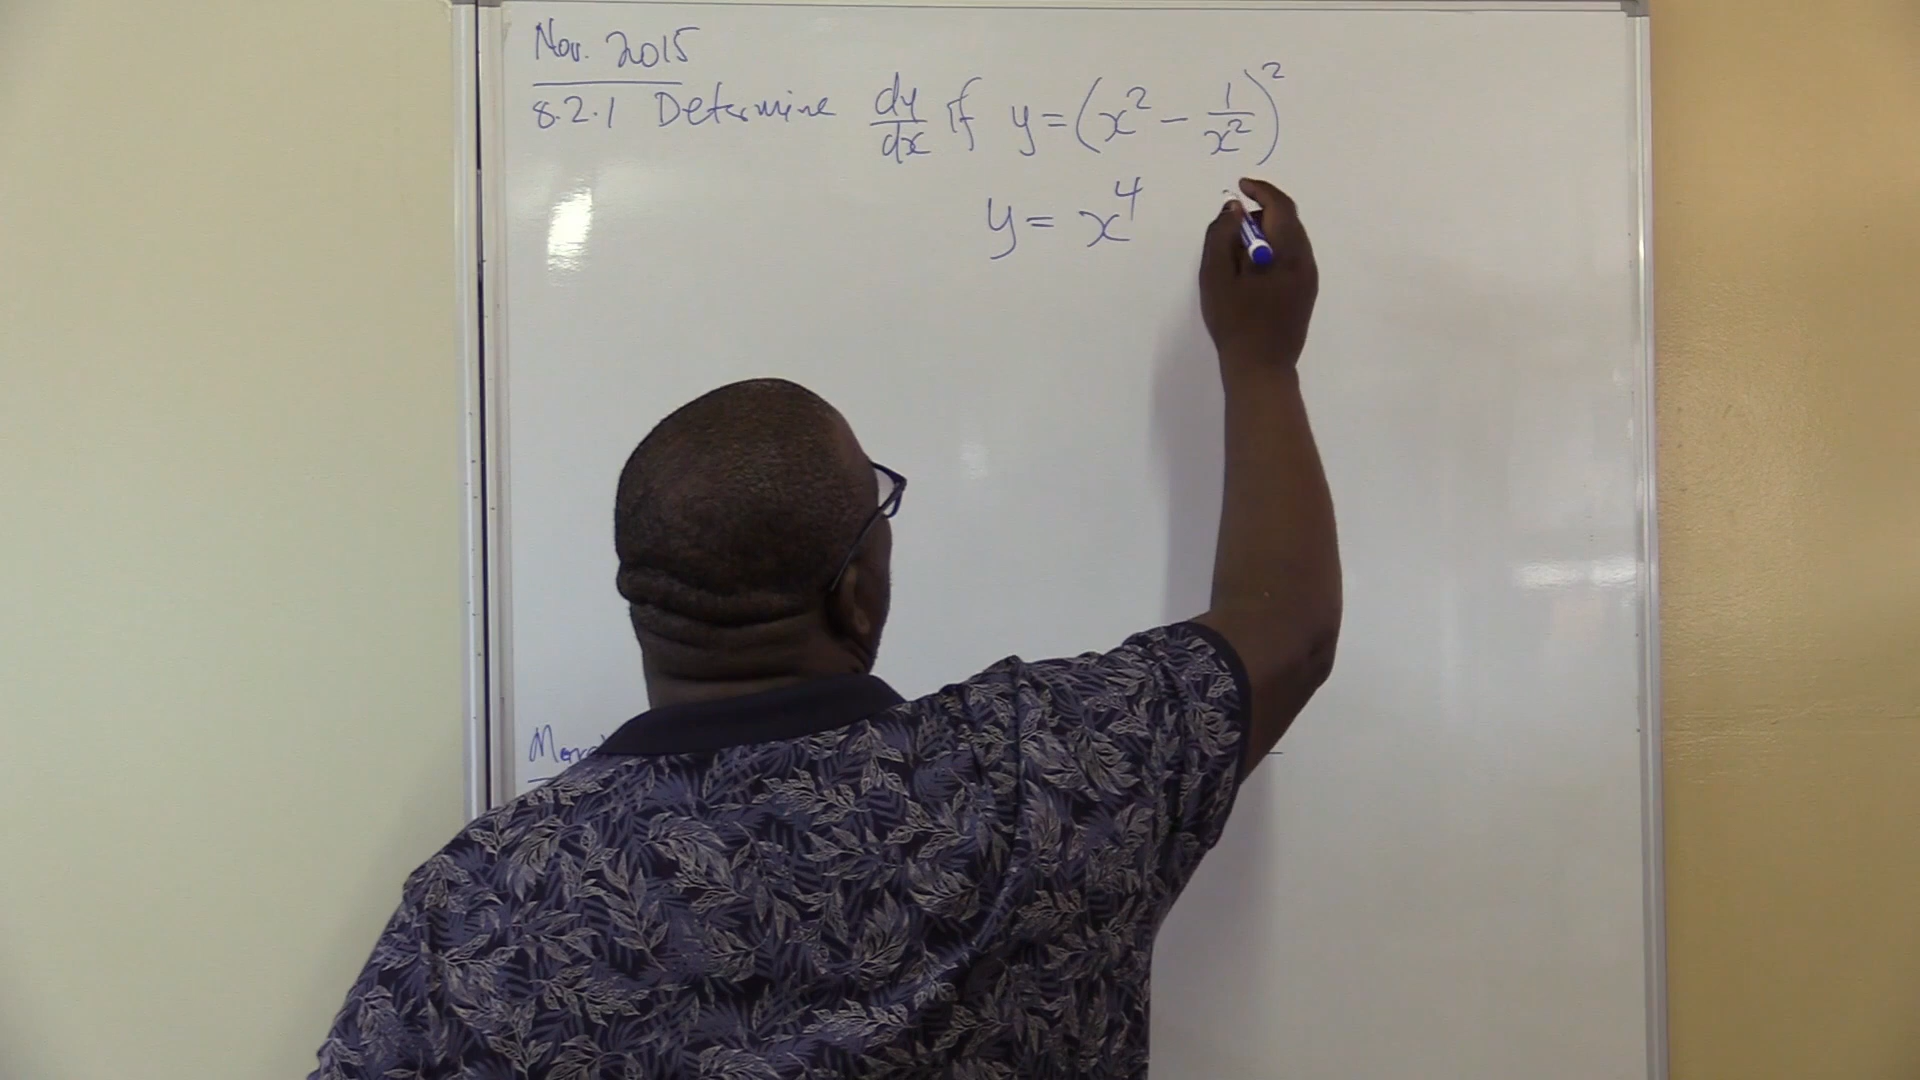 Nov. 2015
8.2.1 Determine dy/dx if y = (x² - 1/x²)²
y = x⁴